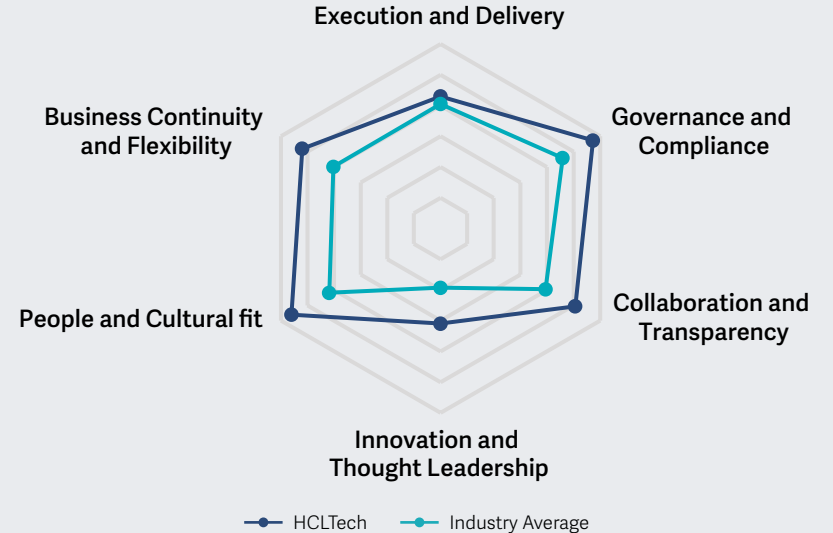 Execution and Delivery
Business Continuity
and Flexibility
Governance and
Compliance
People and Cultural fit
Collaboration and
Transparency
Innovation and
Thought Leadership
HCLTech
Industry Average